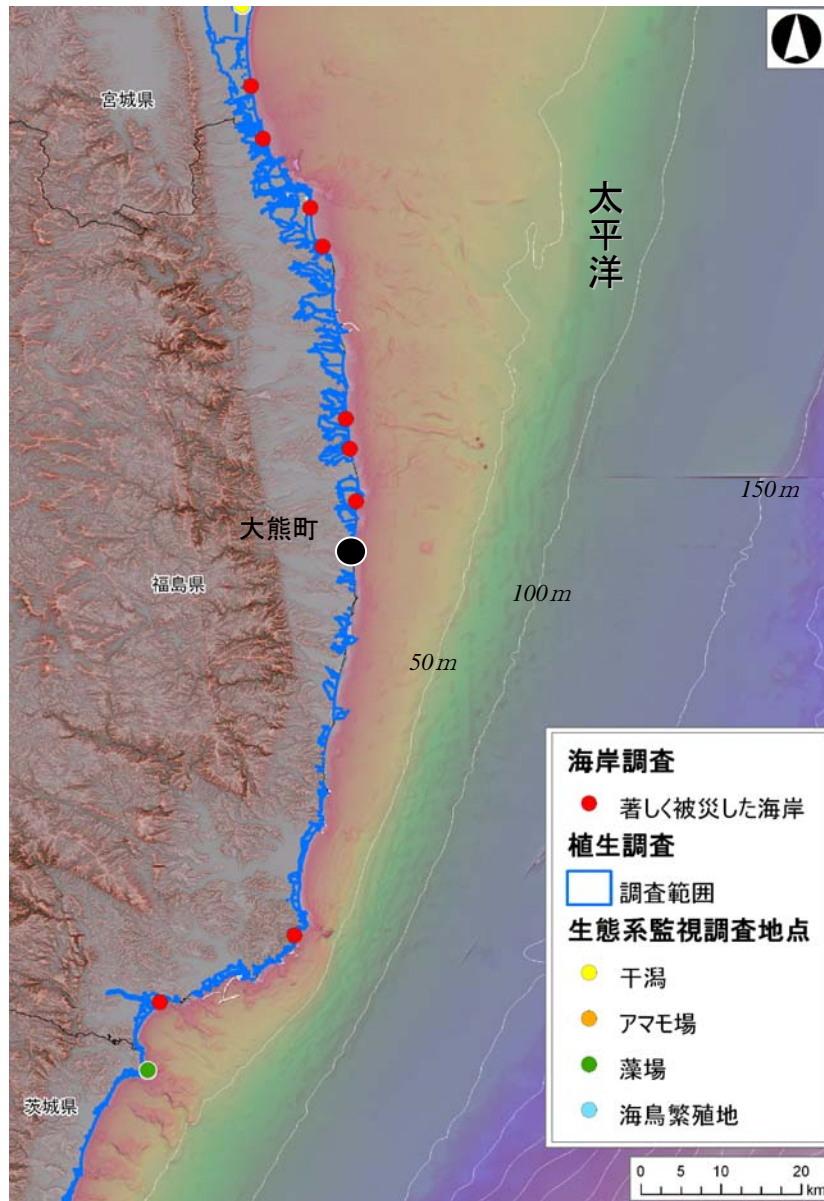 宮城県
太平洋
150 m
大熊町
福島県
100 m
50 m
海岸調査
著しく被災した海岸
植生調査
調査範囲
生態系監視調査地点
干潟
アマモ場
藻場
海鳥繁殖地
茨城県
0 5 10 20
km